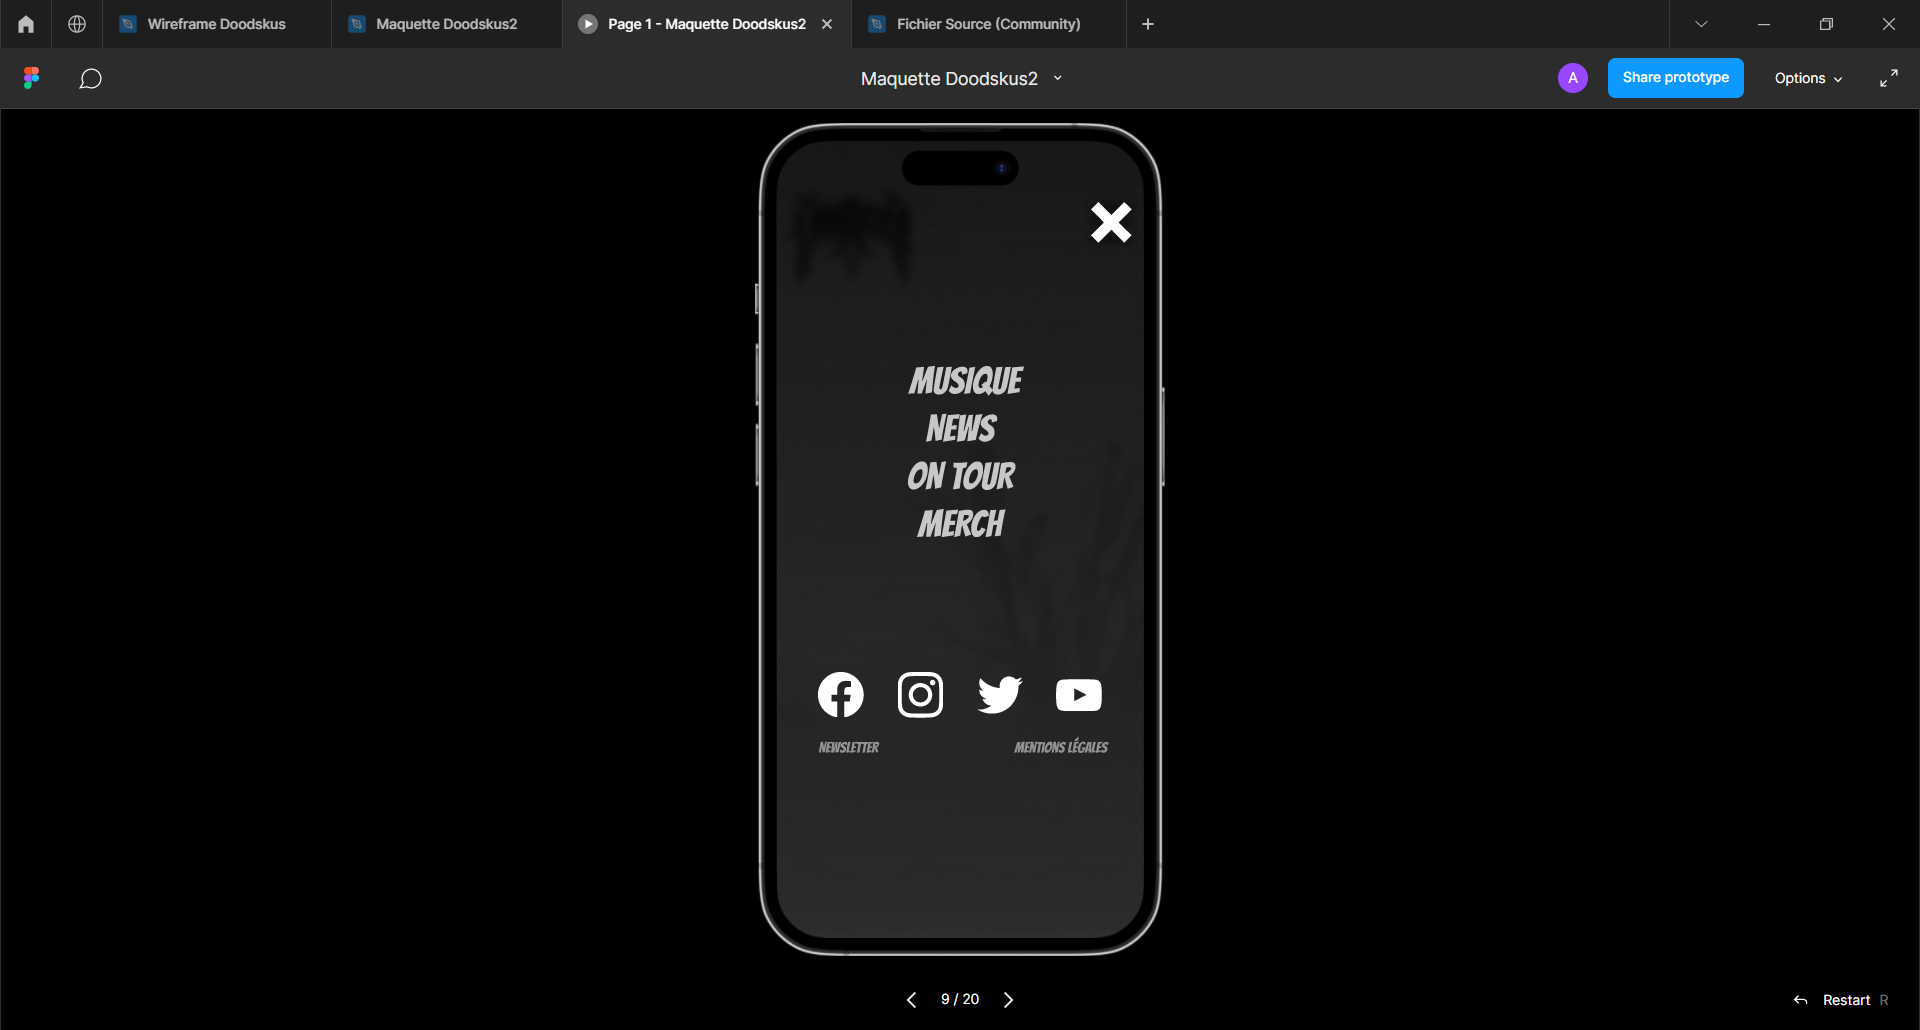 Wireframe Doodskus
Maquette Doodskus2
Page 1 - Maquette Doodskus2
Fichier Source (Community)
Maquette Doodskus2
A
Share prototype
Options
MUSIQUE
NEWS
ON TOUR
MERCH
NEWSLETTER
MENTIONS LÉGALES
9 / 20
Restart R